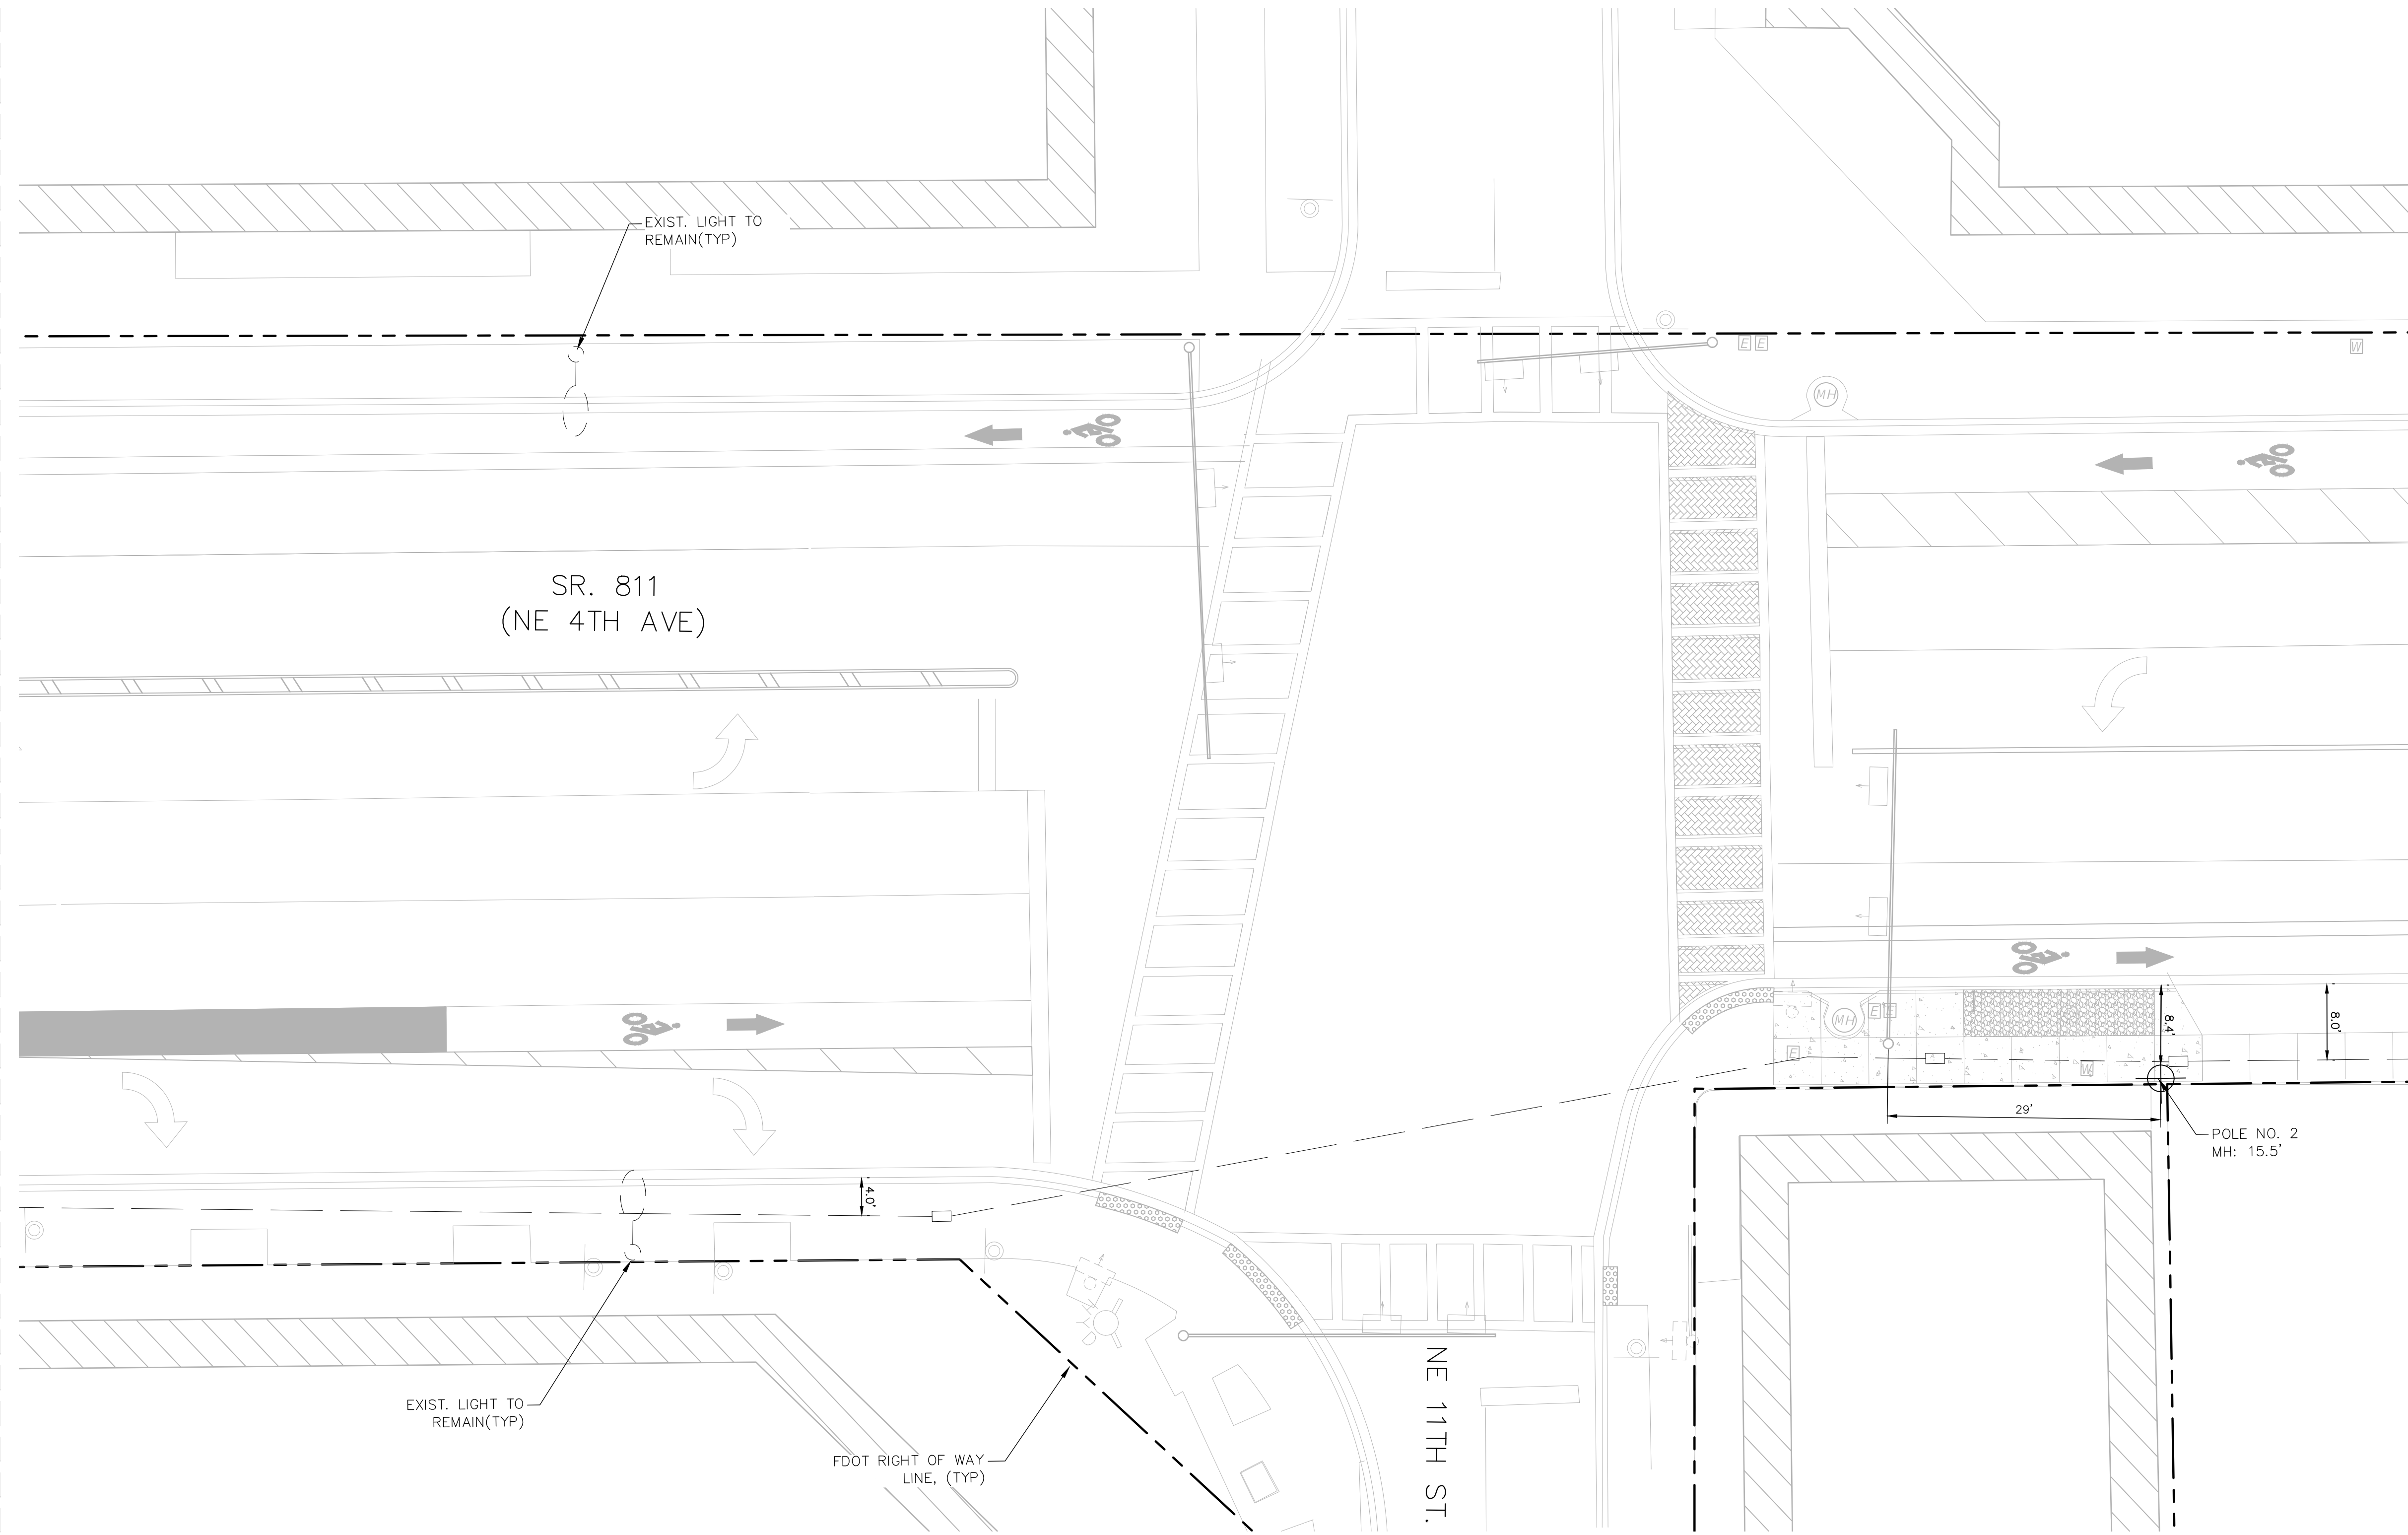 EXIST. LIGHT TO
REMAIN(TYP)
E E
W
MH
SR. 811
(NE 4TH AVE)
MH
E E
E
W
8.4'
8.0'
29'
POLE NO. 2
MH: 15.5'
4.0'
EXIST. LIGHT TO
REMAIN(TYP)
FDOT RIGHT OF WAY
LINE, (TYP)
NE 11TH ST.